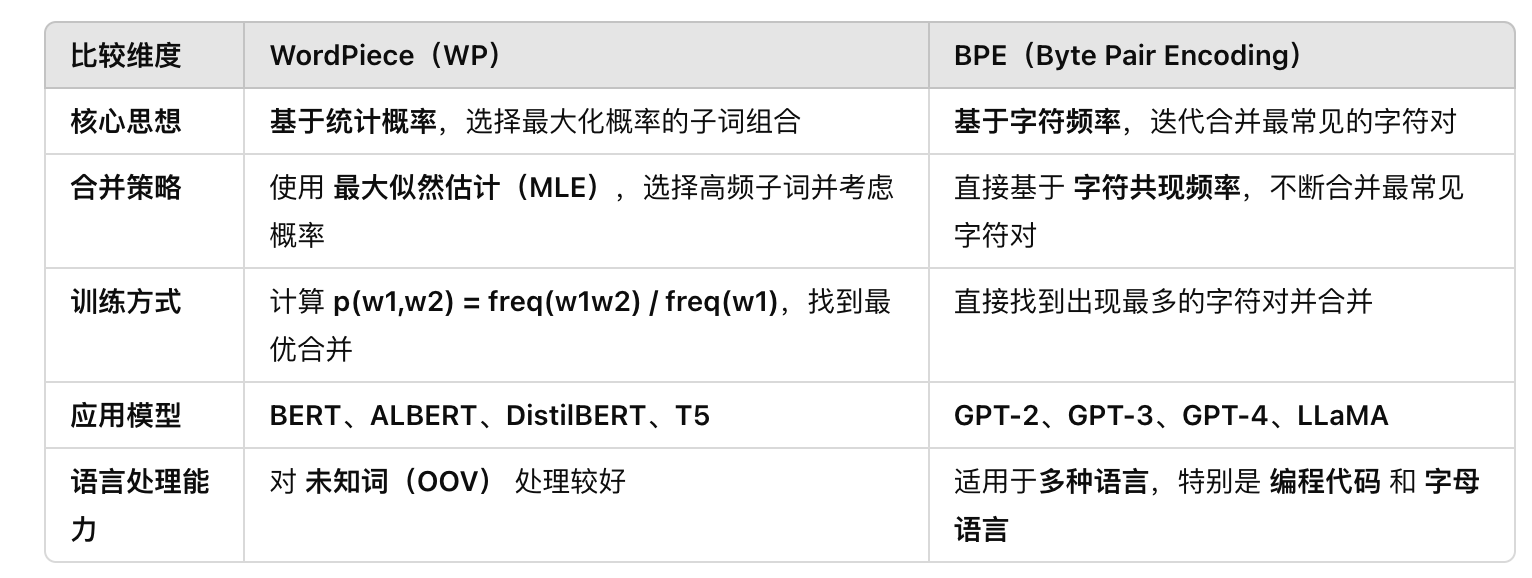 比较维度
WordPiece（WP）
BPE（Byte Pair Encoding）
核心思想
基于统计概率，选择最大化概率的子词组合
基于字符频率，迭代合并最常见的字符对
合并策略
使用 最大似然估计（MLE），选择高频子词并考虑
概率
直接基于 字符共现频率，不断合并最常见
字符对
训练方式
计算 p(w1,w2) = freq(w1w2) / freq(w1)，找到最
优合并
直接找到出现最多的字符对并合并
应用模型
BERT、ALBERT、DistilBERT、T5
GPT-2、GPT-3、GPT-4、LLaMA
语言处理能
力
对 未知词（OOV） 处理较好
适用于多种语言，特别是 编程代码 和 字母
语言